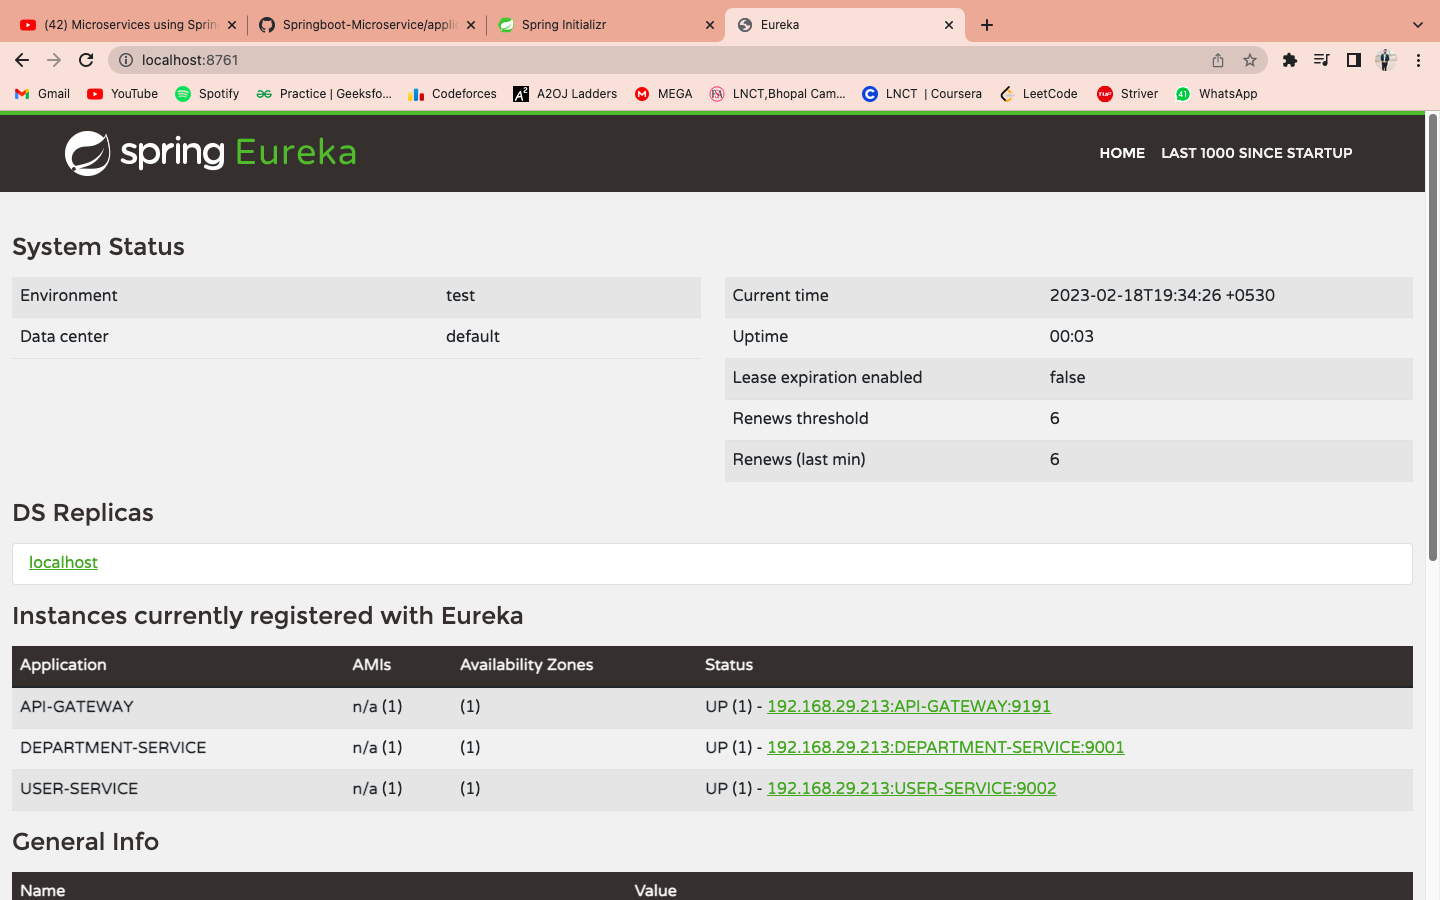 (42) Microservices using Sprin
Springboot-Microservice/applic
Spring Initializr
Eureka
localhost:8761
Gmail
YouTube
Spotify
Practice | Geeksfo...
Codeforces
A2OJ Ladders
MEGA
LNCT,Bhopal Cam...
LNCT | Coursera
LeetCode
Striver
WhatsApp
spring Eureka
HOME
LAST 1000 SINCE STARTUP
System Status
Environment test
Data center default
Current time 2023-02-18T19:34:26 +0530
Uptime 00:03
Lease expiration enabled false
Renews threshold 6
Renews (last min) 6
DS Replicas
localhost
Instances currently registered with Eureka
Application AMIs Availability Zones Status
API-GATEWAY n/a (1) (1) UP (1) - 192.168.29.213:API-GATEWAY:9191
DEPARTMENT-SERVICE n/a (1) (1) UP (1) - 192.168.29.213:DEPARTMENT-SERVICE:9001
USER-SERVICE n/a (1) (1) UP (1) - 192.168.29.213:USER-SERVICE:9002
General Info
Name Value